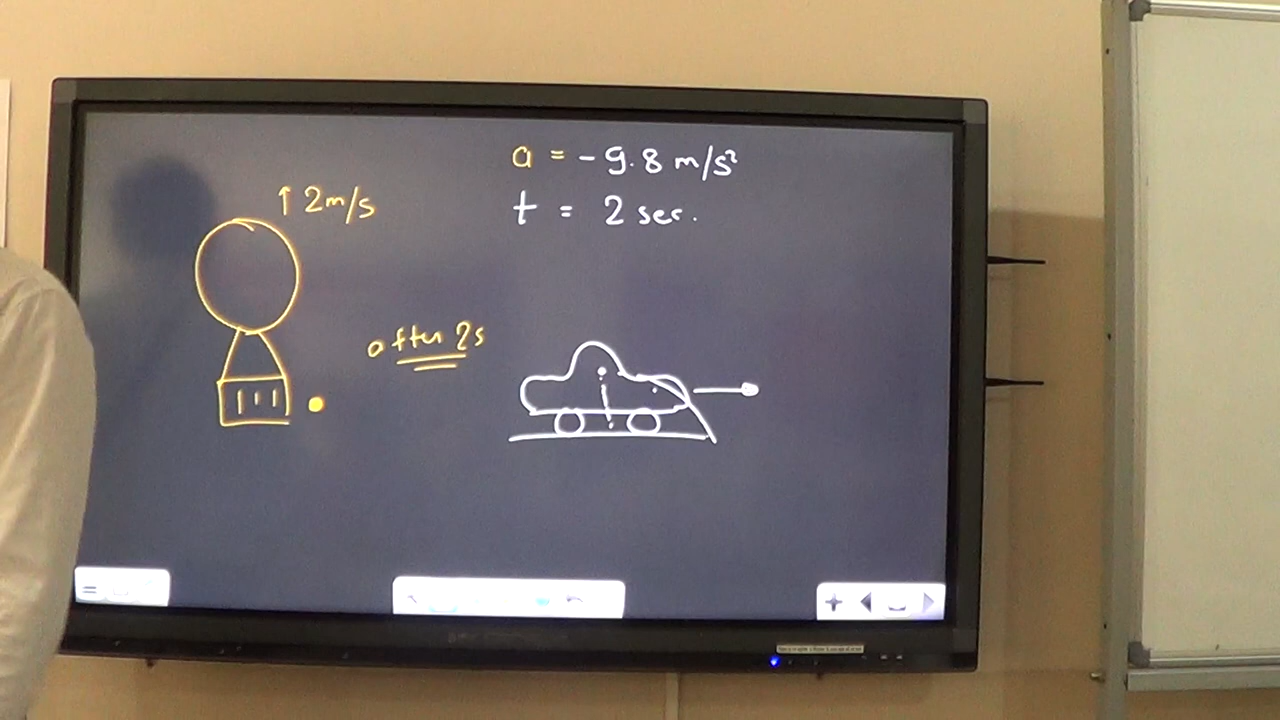 a = -9.8 m/s²
t = 2 sec.
↑ 2m/s
after 2s